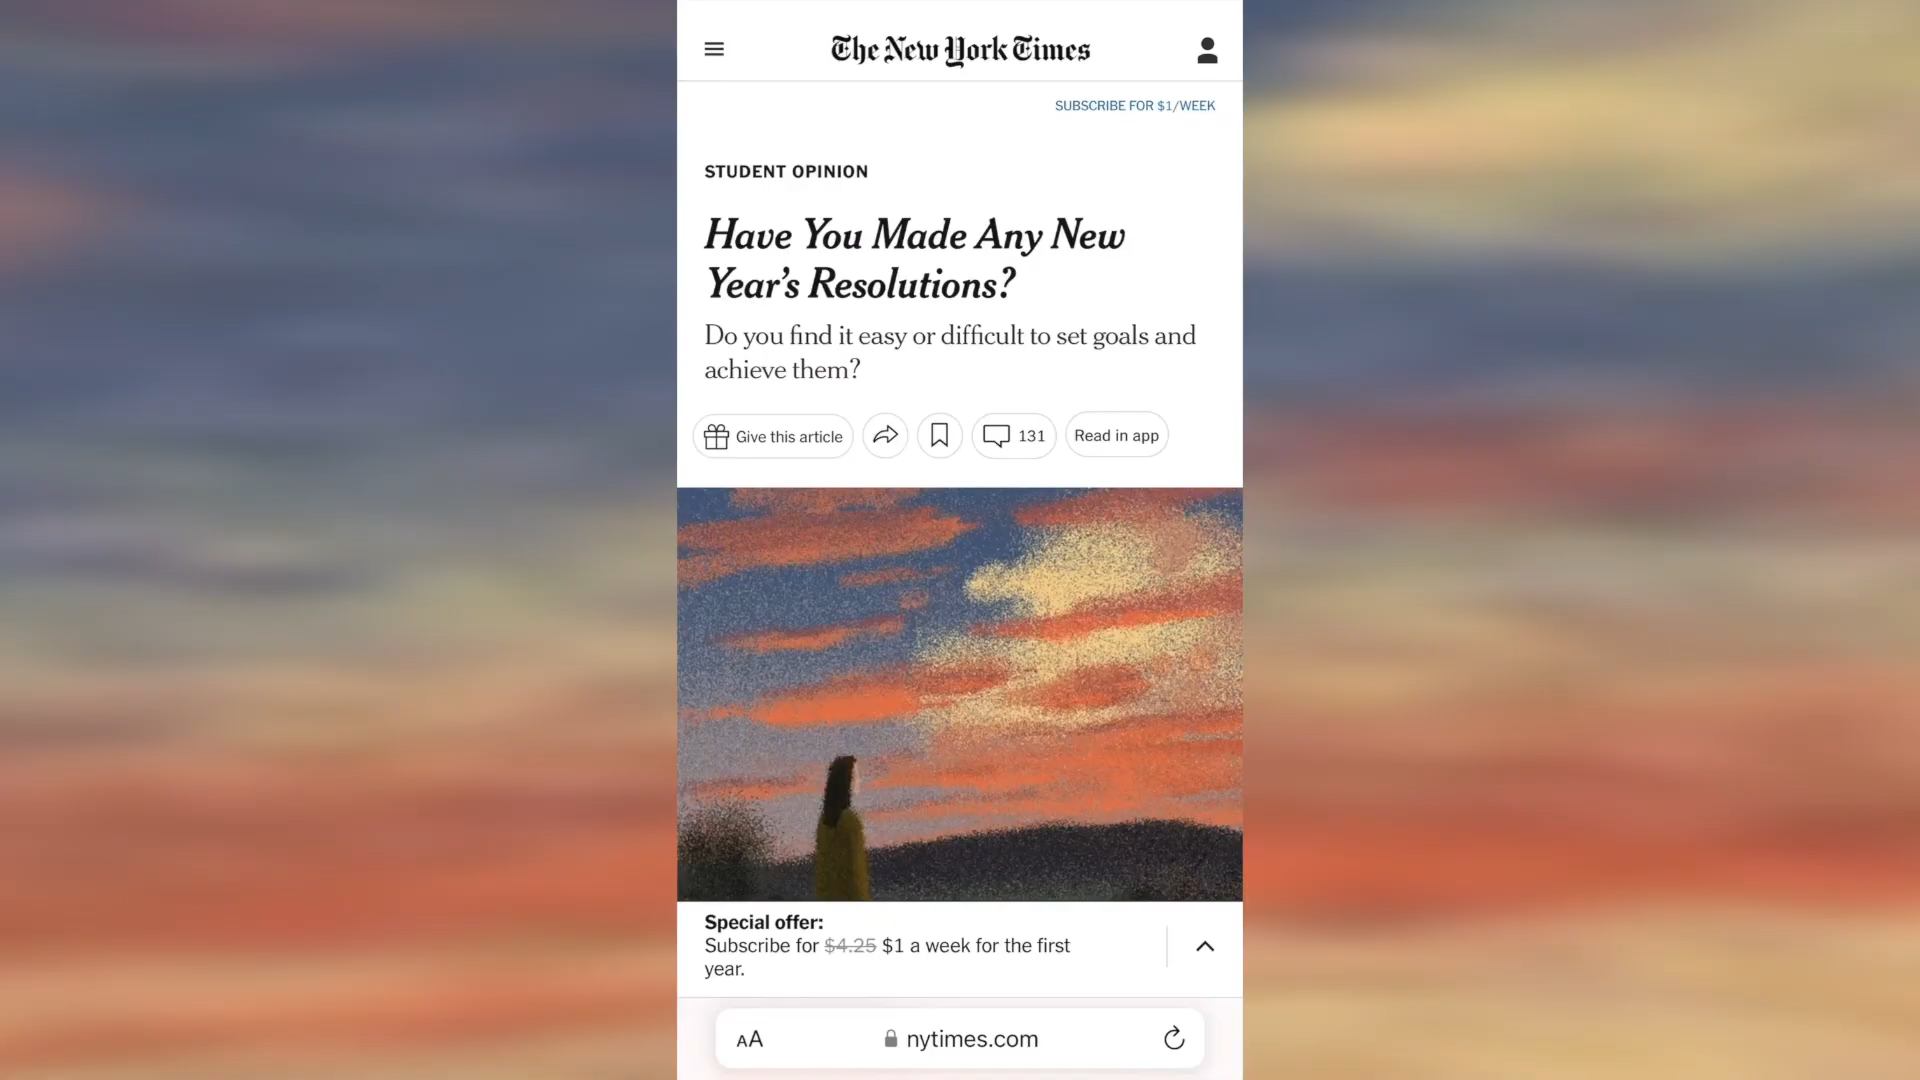 The New York Times
SUBSCRIBE FOR $1/WEEK
STUDENT OPINION
Have You Made Any New
Year’s Resolutions?
Do you find it easy or difficult to set goals and
achieve them?
Give this article
131
Read in app
Special offer:
Subscribe for $4.25 $1 a week for the first
year.
AA
nytimes.com